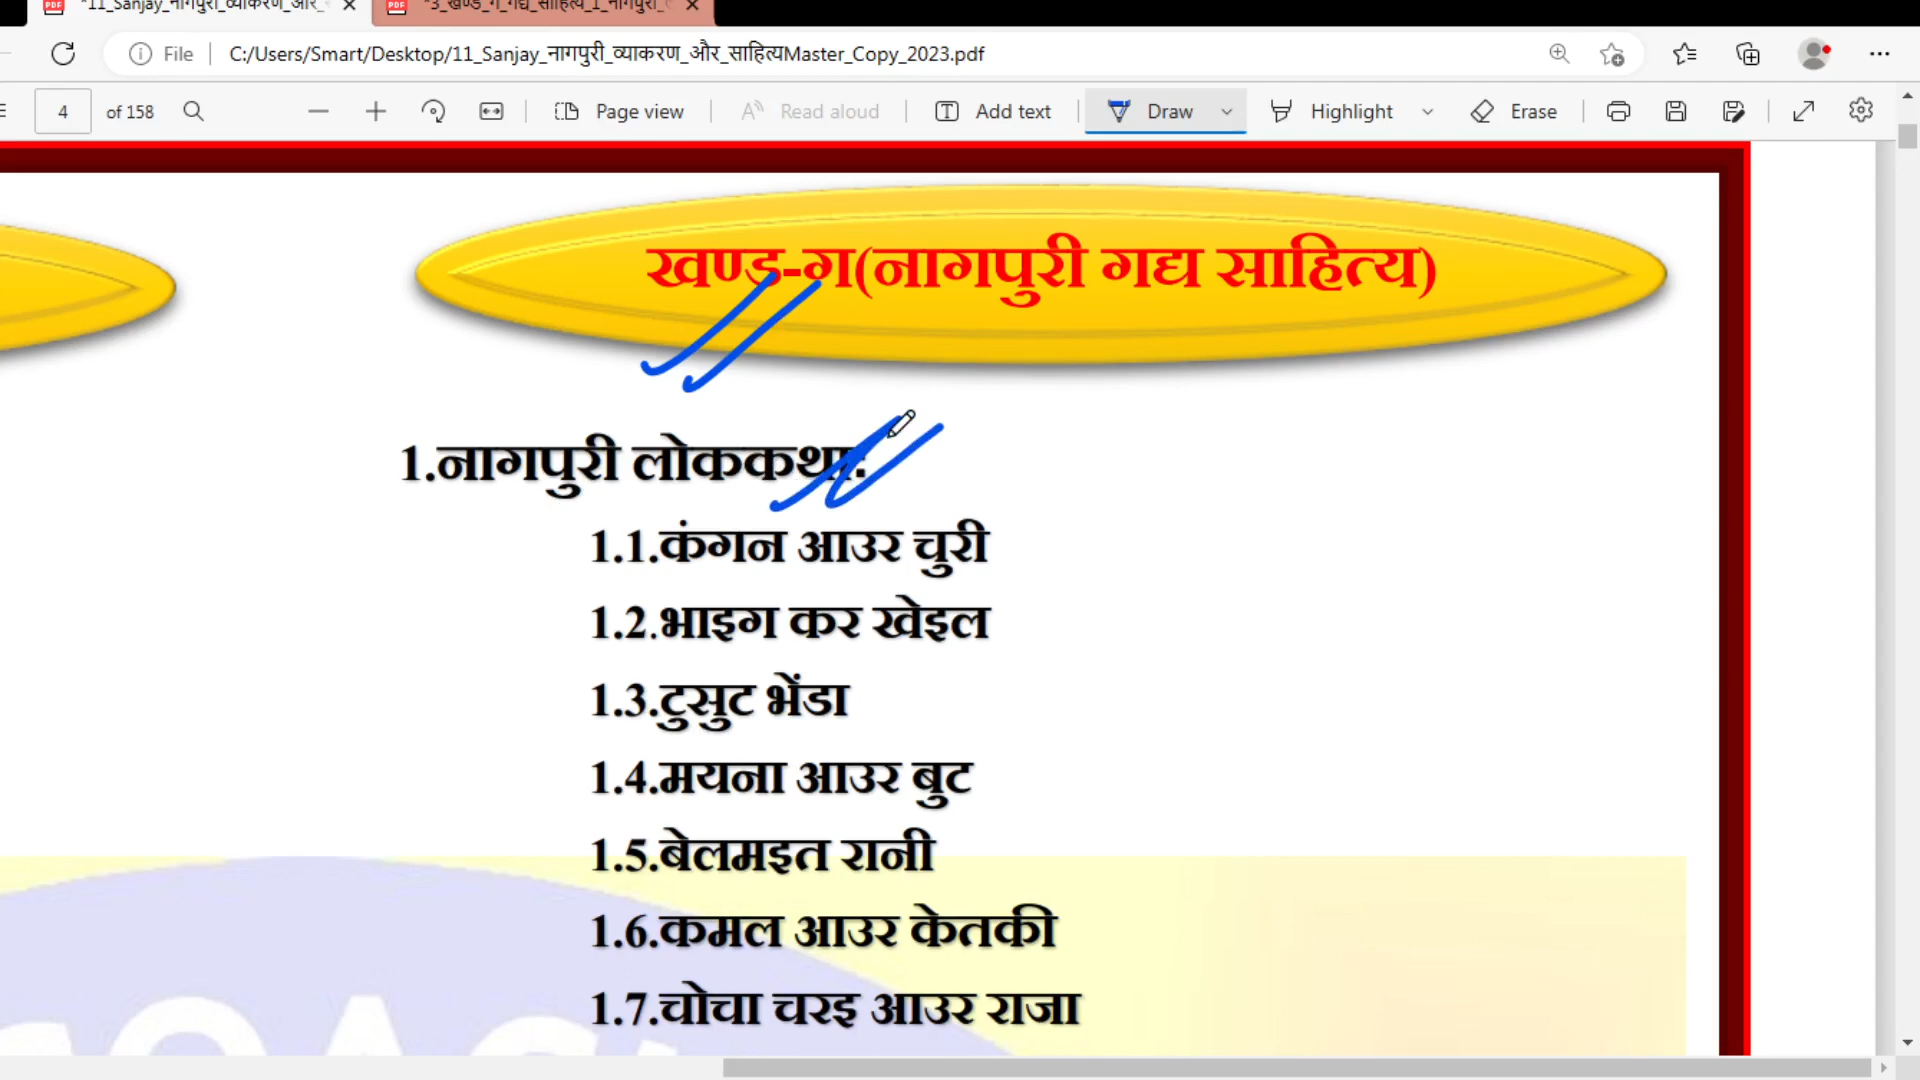 *11_Sanjay_नागपुरी_व्याकरण_और_
*3_खण्ड_ग_गद्य_साहित्य_1_नागपुरी_
File C:/Users/Smart/Desktop/11_Sanjay_नागपुरी_व्याकरण_और_साहित्यMaster_Copy_2023.pdf
4 of 158 Page view Read aloud Add text Draw Highlight Erase
खण्ड-ग(नागपुरी गद्य साहित्य)
1.नागपुरी लोककथा:
1.1.कंगन आउर चुरी
1.2.भाइग कर खेइल
1.3.टुसुट भेंडा
1.4.मयना आउर बुट
1.5.बेलमइत रानी
1.6.कमल आउर केतकी
1.7.चोचा चरइ आउर राजा